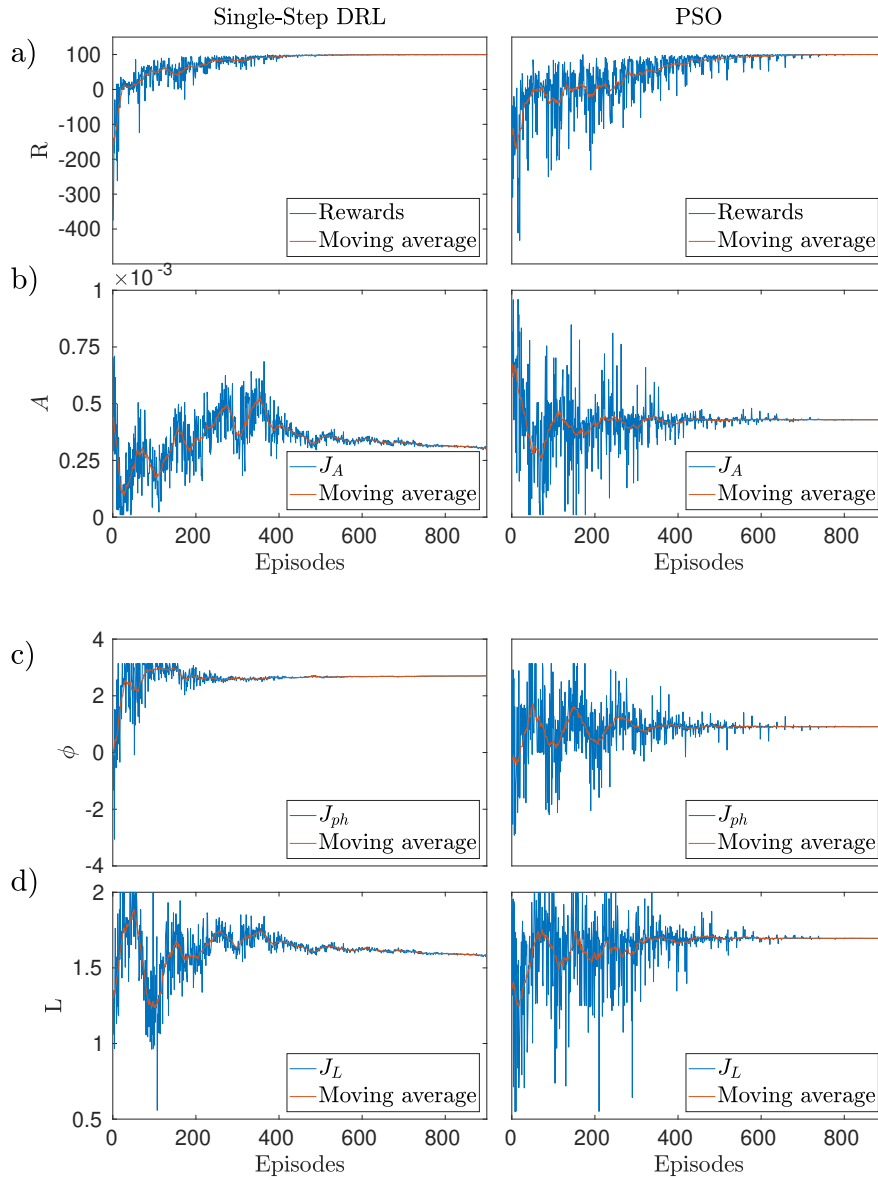 Single-Step DRL PSO
a)
100
0
-100
-200
-300
-400
R
Rewards
Moving average
Rewards
Moving average
b)
×10⁻³
1
0.75
0.5
0.25
0
A
J_A
Moving average
J_A
Moving average
0 200 400 600 800
0 200 400 600 800
Episodes Episodes
c)
4
2
0
-2
-4
ϕ
J_ph
Moving average
J_ph
Moving average
d)
2
1.5
1
0.5
L
J_L
Moving average
J_L
Moving average
0 200 400 600 800
0 200 400 600 800
Episodes Episodes